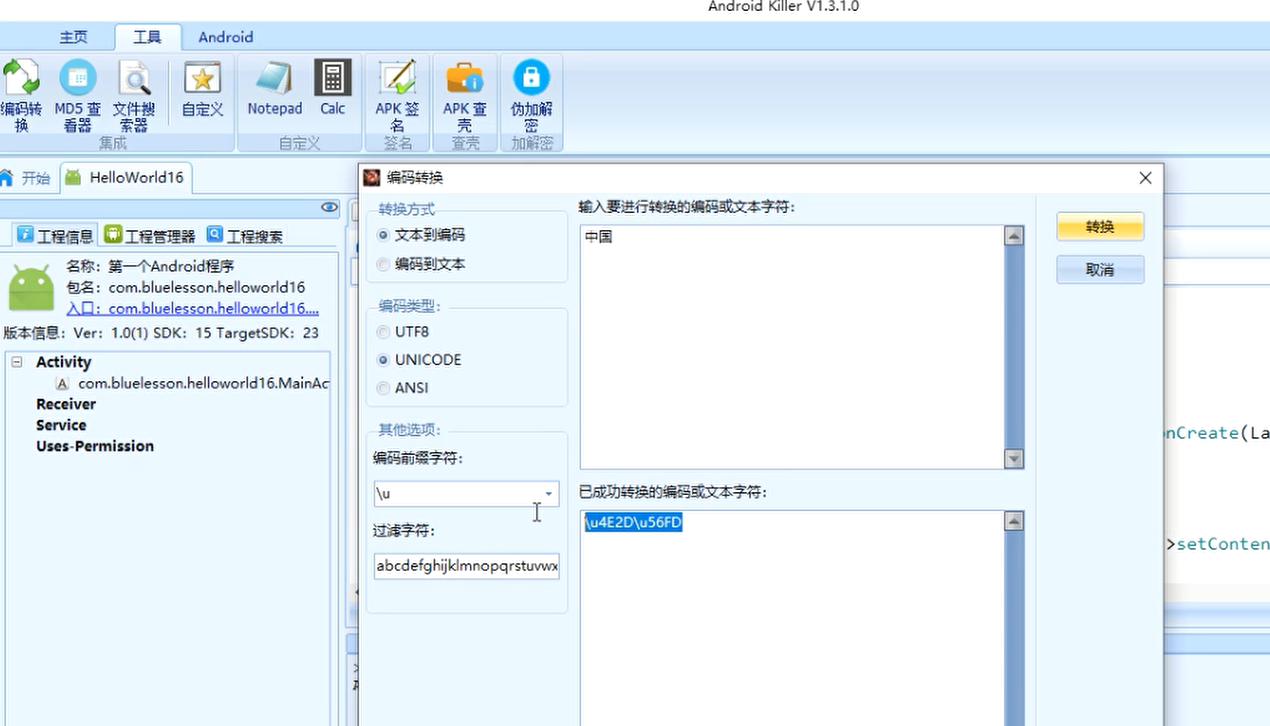 Android Killer V1.3.1.0
主页 工具 Android
编码转换 MD5 查看器 文件搜索器 自定义 Notepad Calc APK 签名 APK 查壳 伪加解密
集成 自定义 签名 查壳 加解密
开始 HelloWorld16
工程信息 工程管理器 工程搜索
名称: 第一个Android程序
包名: com.bluelesson.helloworld16
入口: com.bluelesson.helloworld16....
版本信息: Ver: 1.0(1) SDK: 15 TargetSDK: 23
Activity
A com.bluelesson.helloworld16.MainAc
Receiver
Service
Uses-Permission
编码转换
转换方式
文本到编码
编码到文本
编码类型:
UTF8
UNICODE
ANSI
其他选项:
编码前缀字符:
\u
过滤字符:
abcdefghijklmnopqrstuvwx
输入要进行转换的编码或文本字符:
中国
已成功转换的编码或文本字符:
\u4E2D\u56FD
转换
取消
nCreate(La
>setConten